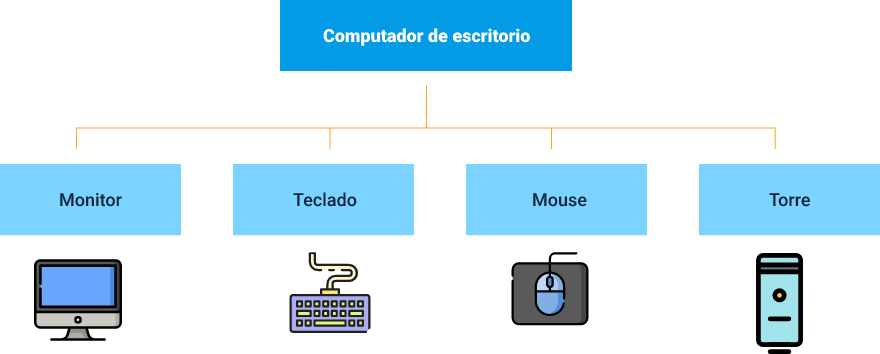 Computador de escritorio
Monitor
Teclado
Mouse
Torre